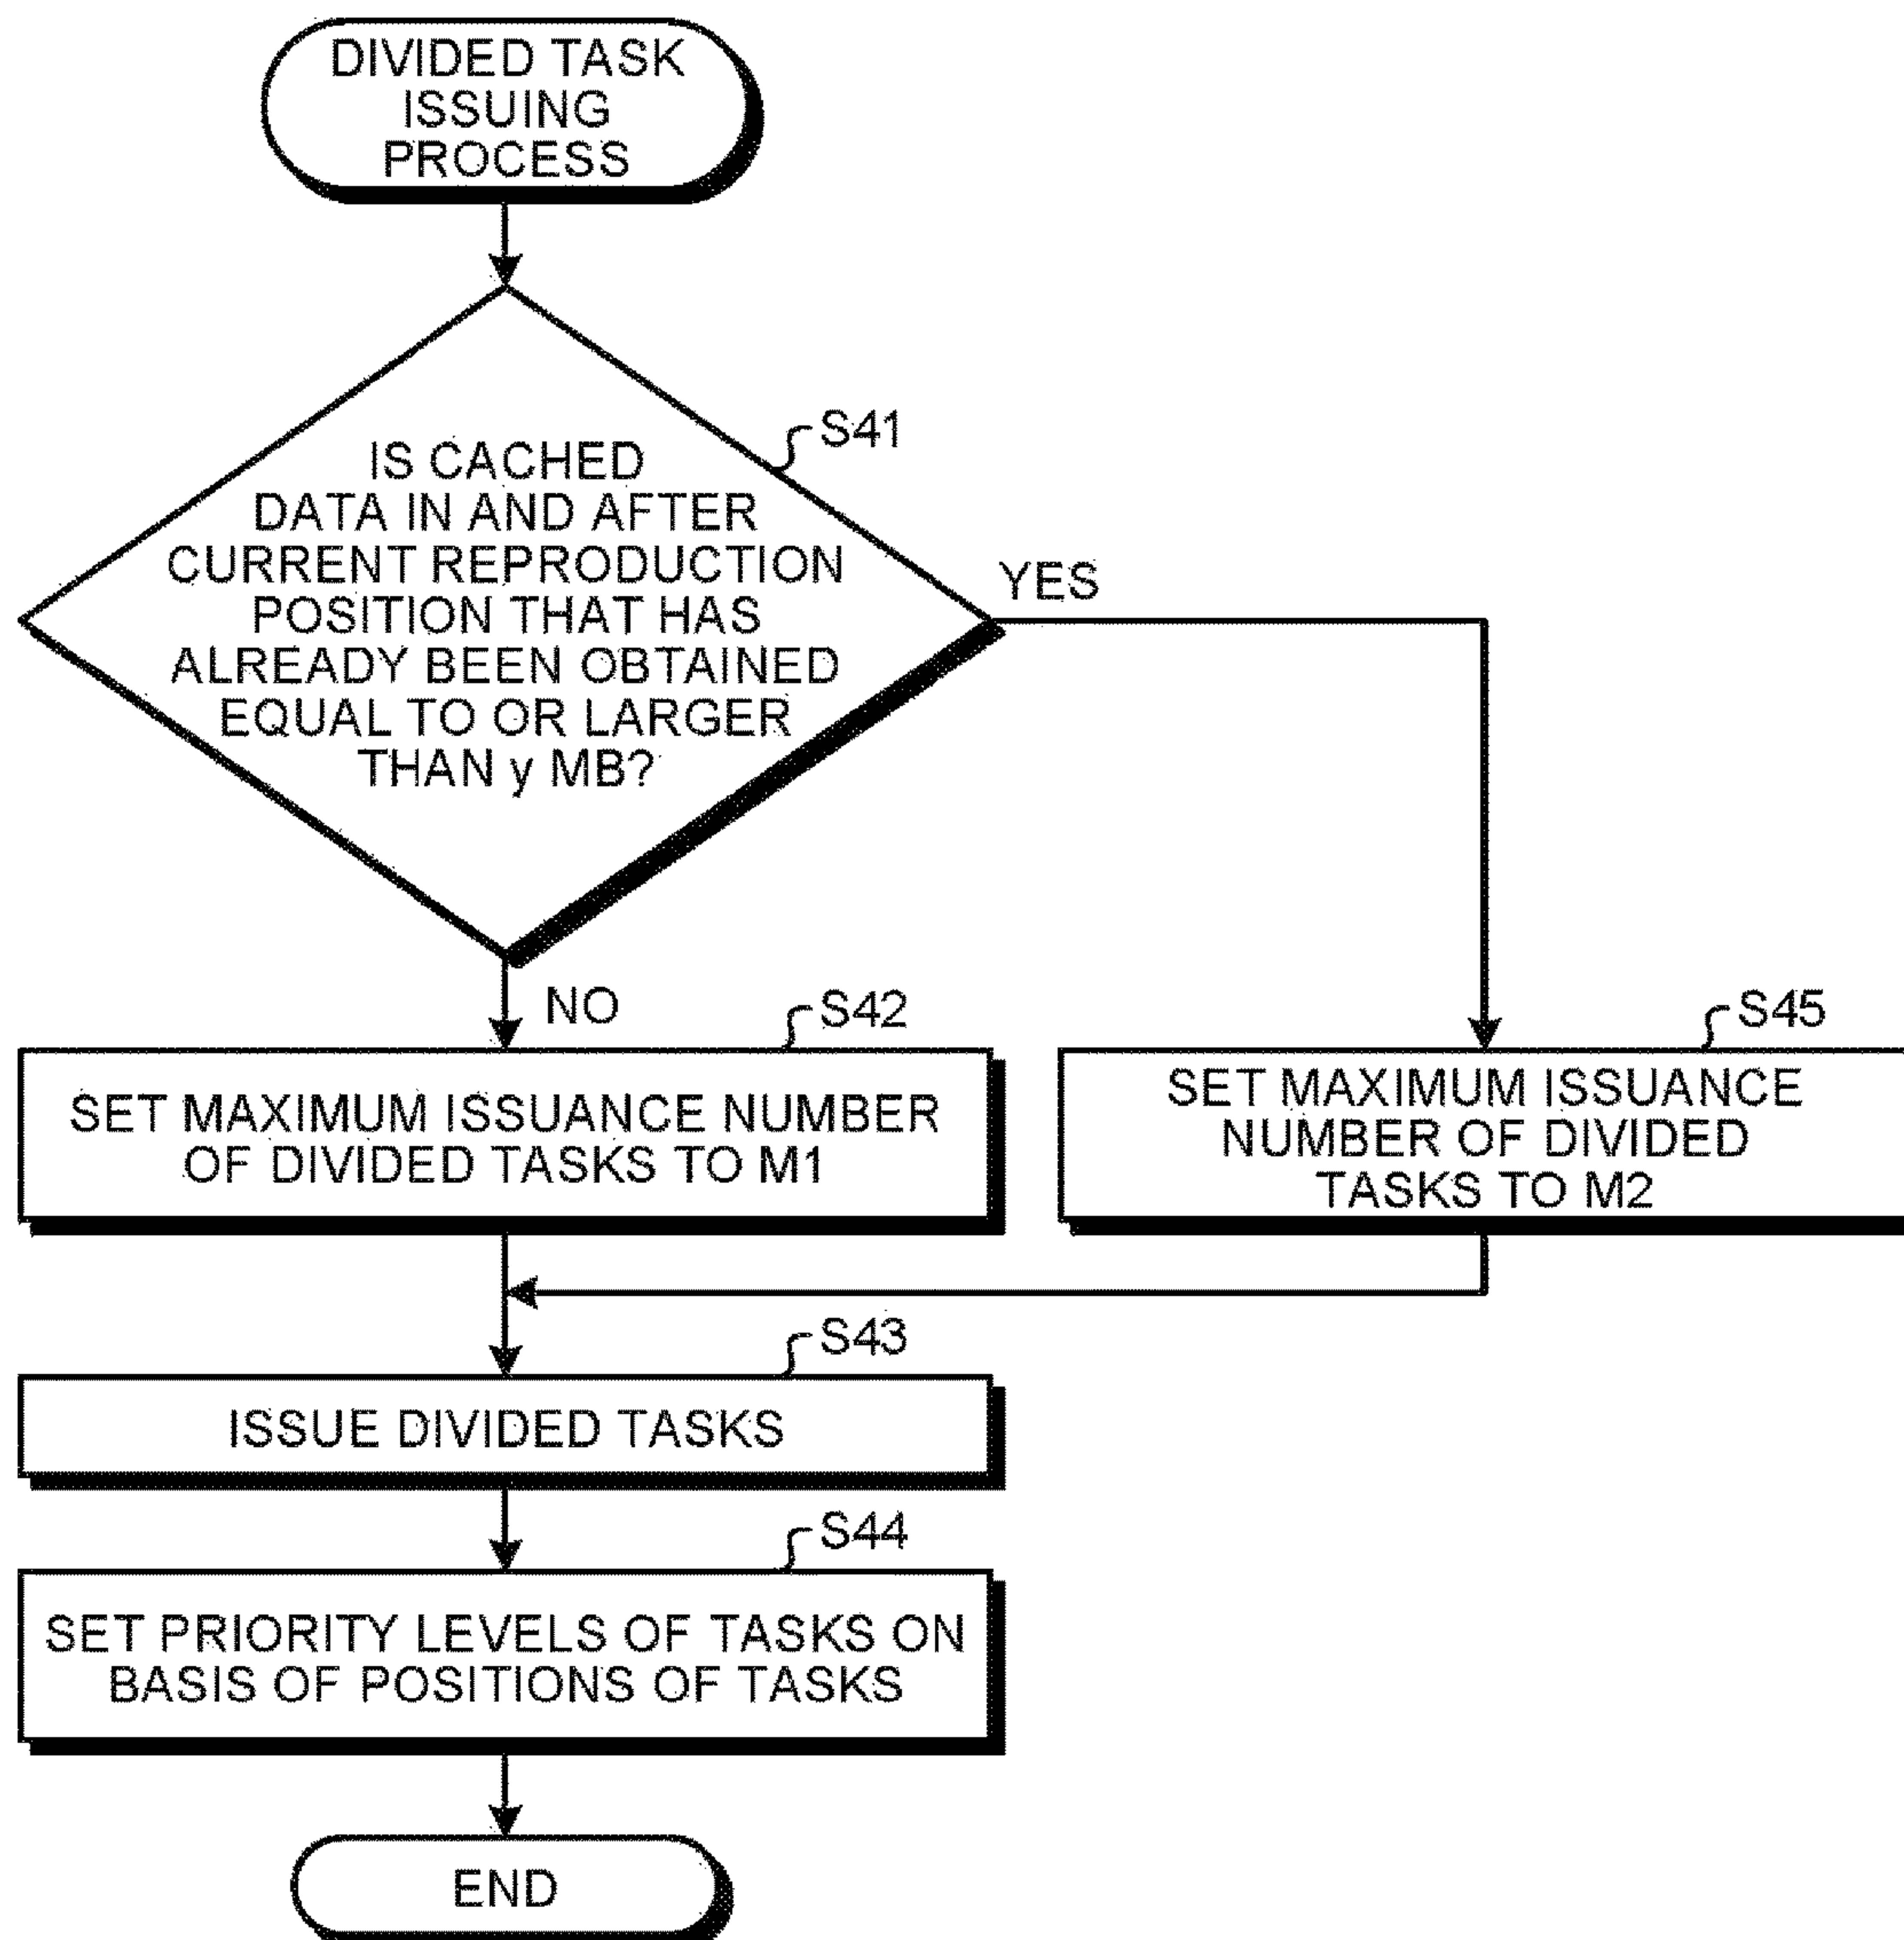 DIVIDED TASK
ISSUING
PROCESS
S41
IS CACHED
DATA IN AND AFTER
CURRENT REPRODUCTION
POSITION THAT HAS
ALREADY BEEN OBTAINED
EQUAL TO OR LARGER
THAN y MB?
YES
NO
S42
SET MAXIMUM ISSUANCE NUMBER
OF DIVIDED TASKS TO M1
S45
SET MAXIMUM ISSUANCE
NUMBER OF DIVIDED
TASKS TO M2
S43
ISSUE DIVIDED TASKS
S44
SET PRIORITY LEVELS OF TASKS ON
BASIS OF POSITIONS OF TASKS
END